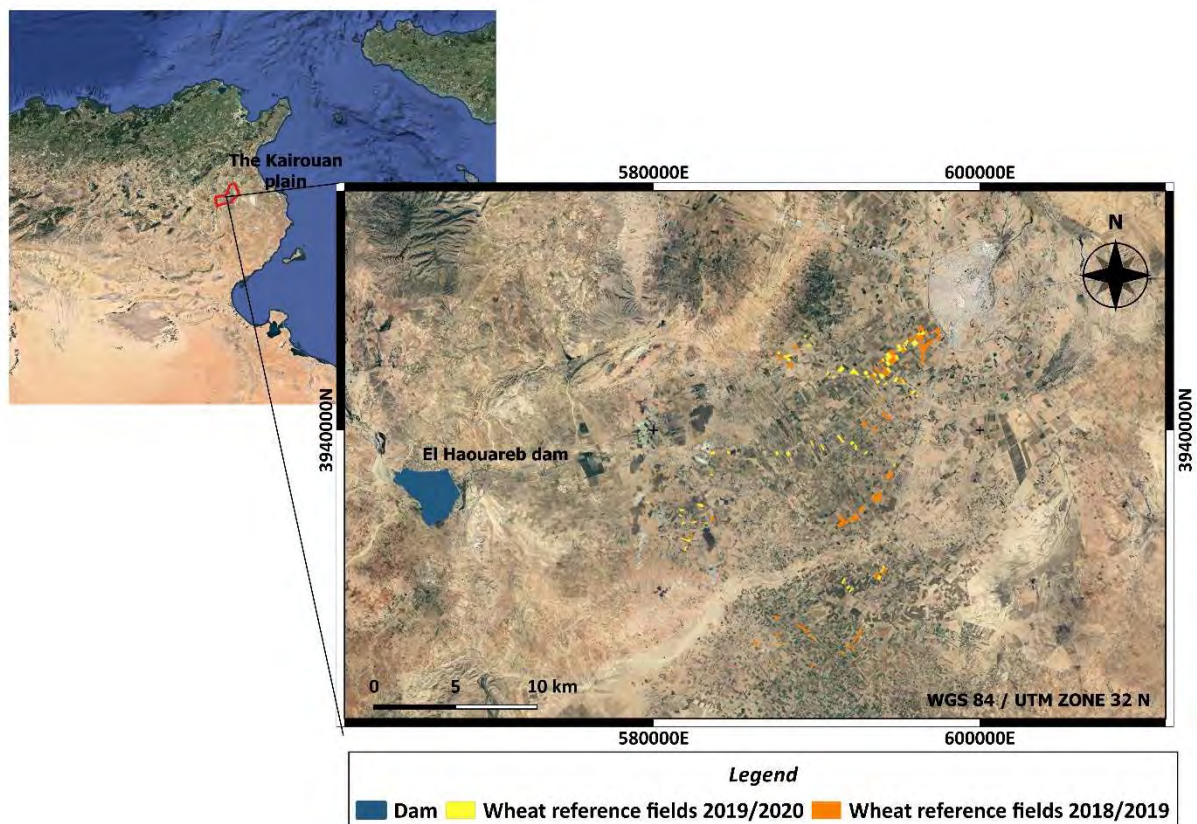 The Kairouan
plain
580000E 600000E
N
3940000N 3940000N
El Haouareb dam
0 5 10 km
WGS 84 / UTM ZONE 32 N
580000E 600000E
Legend
Dam Wheat reference fields 2019/2020 Wheat reference fields 2018/2019